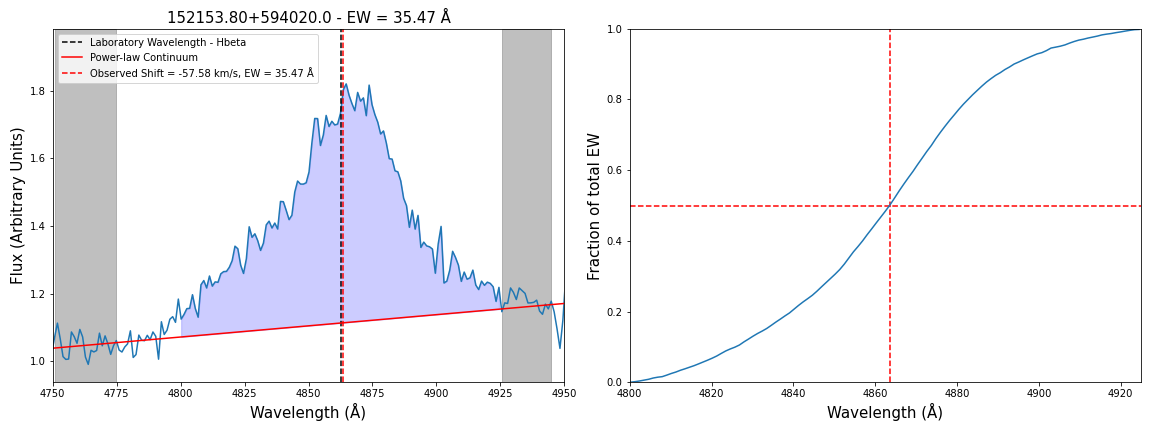 152153.80+594020.0 - EW = 35.47 Å
Laboratory Wavelength - Hbeta
Power-law Continuum
Observed Shift = -57.58 km/s, EW = 35.47 Å
Flux (Arbitrary Units)
1.8
1.6
1.4
1.2
1.0
4750 4775 4800 4825 4850 4875 4900 4925 4950
Wavelength (Å)
Fraction of total EW
1.0
0.8
0.6
0.4
0.2
0.0
4800 4820 4840 4860 4880 4900 4920
Wavelength (Å)